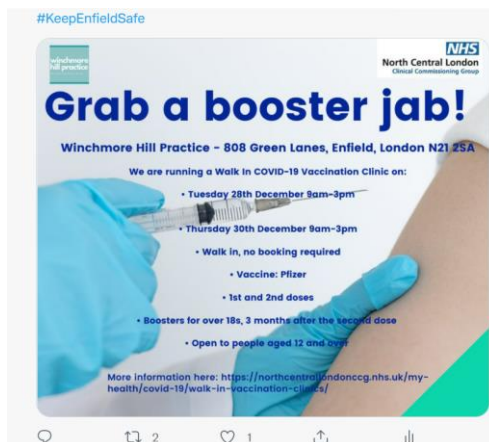 #KeepEnfieldSafe
winchmore
hill practice
NHS
North Central London
Clinical Commissioning Group
Grab a booster jab!
Winchmore Hill Practice - 808 Green Lanes, Enfield, London N21 2SA
We are running a Walk In COVID-19 Vaccination Clinic on:
• Tuesday 28th December 9am-3pm
• Thursday 30th December 9am-3pm
• Walk in, no booking required
• Vaccine: Pfizer
• 1st and 2nd doses
• Boosters for over 18s, 3 months after the second dose
• Open to people aged 12 and over
More information here: https://northcentrallondonccg.nhs.uk/my-
health/covid-19/walk-in-vaccination-clinics/
2 1